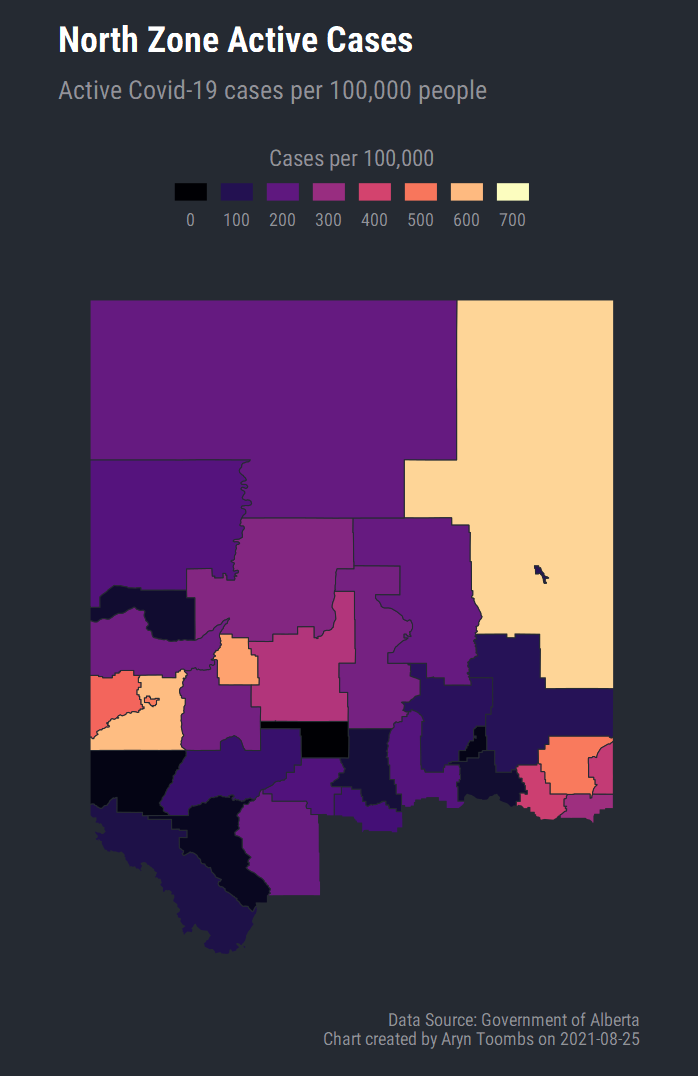 North Zone Active Cases
Active Covid-19 cases per 100,000 people
Cases per 100,000
0 100 200 300 400 500 600 700
Data Source: Government of Alberta
Chart created by Aryn Toombs on 2021-08-25